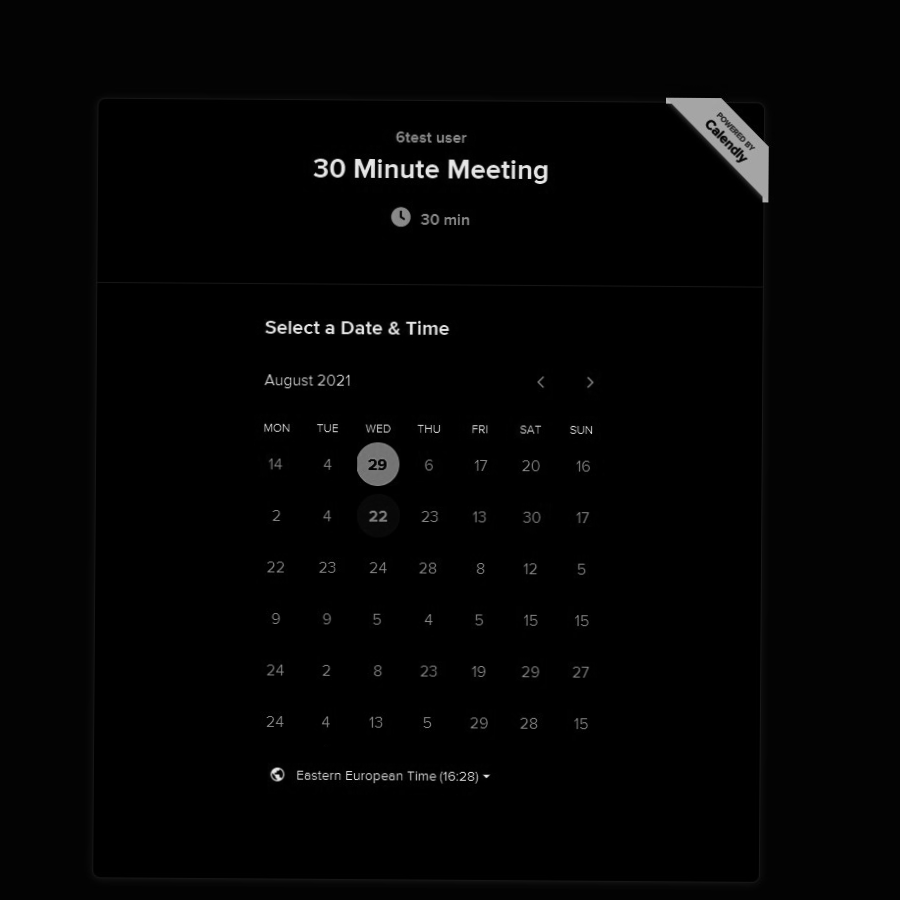 POWERED BY
Calendly
6test user
30 Minute Meeting
30 min
Select a Date & Time
August 2021
MON TUE WED THU FRI SAT SUN
14 4 29 6 17 20 16
2 4 22 23 13 30 17
22 23 24 28 8 12 5
9 9 5 4 5 15 15
24 2 8 23 19 29 27
24 4 13 5 29 28 15
Eastern European Time (16:28)